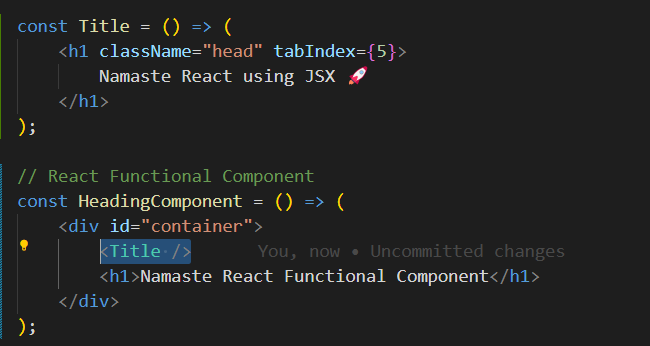 const Title = () => (
    <h1 className="head" tabIndex={5}>
        Namaste React using JSX 🚀
    </h1>
);

// React Functional Component
const HeadingComponent = () => (
    <div id="container">
        <Title />    You, now • Uncommitted changes
        <h1>Namaste React Functional Component</h1>
    </div>
);